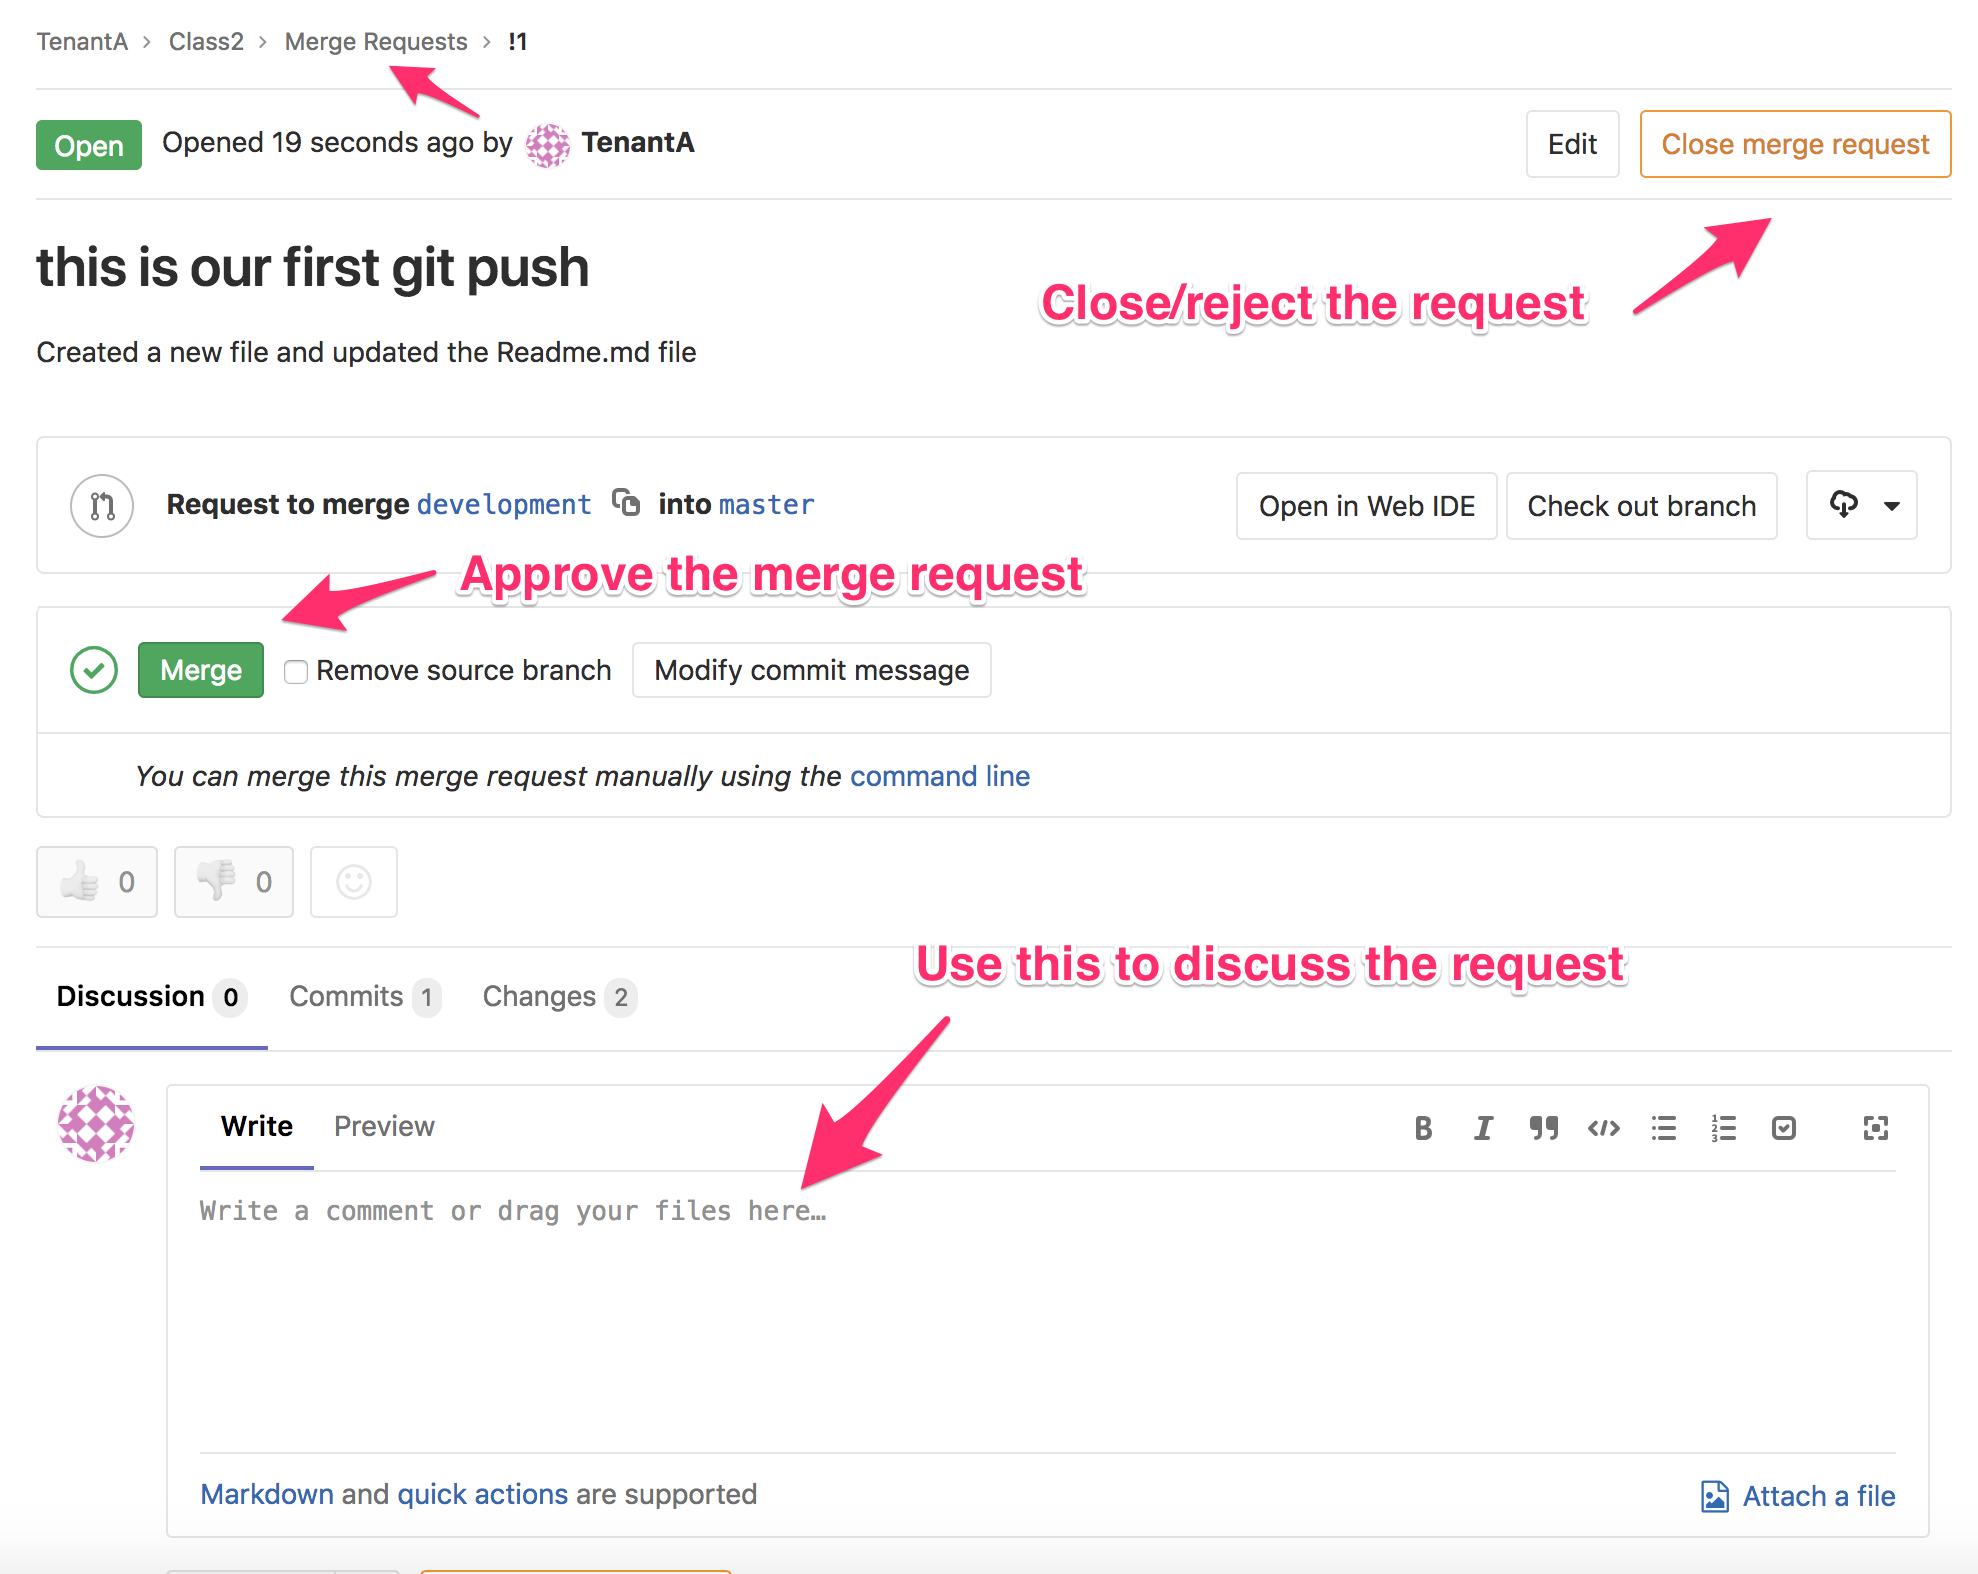 TenantA > Class2 > Merge Requests > !1
Open Opened 19 seconds ago by TenantA Edit Close merge request
this is our first git push
Close/reject the request
Created a new file and updated the Readme.md file
Request to merge development into master Open in Web IDE Check out branch
Approve the merge request
Merge Remove source branch Modify commit message
You can merge this merge request manually using the command line
0 0
Use this to discuss the request
Discussion 0 Commits 1 Changes 2
Write Preview
Write a comment or drag your files here…
Markdown and quick actions are supported Attach a file